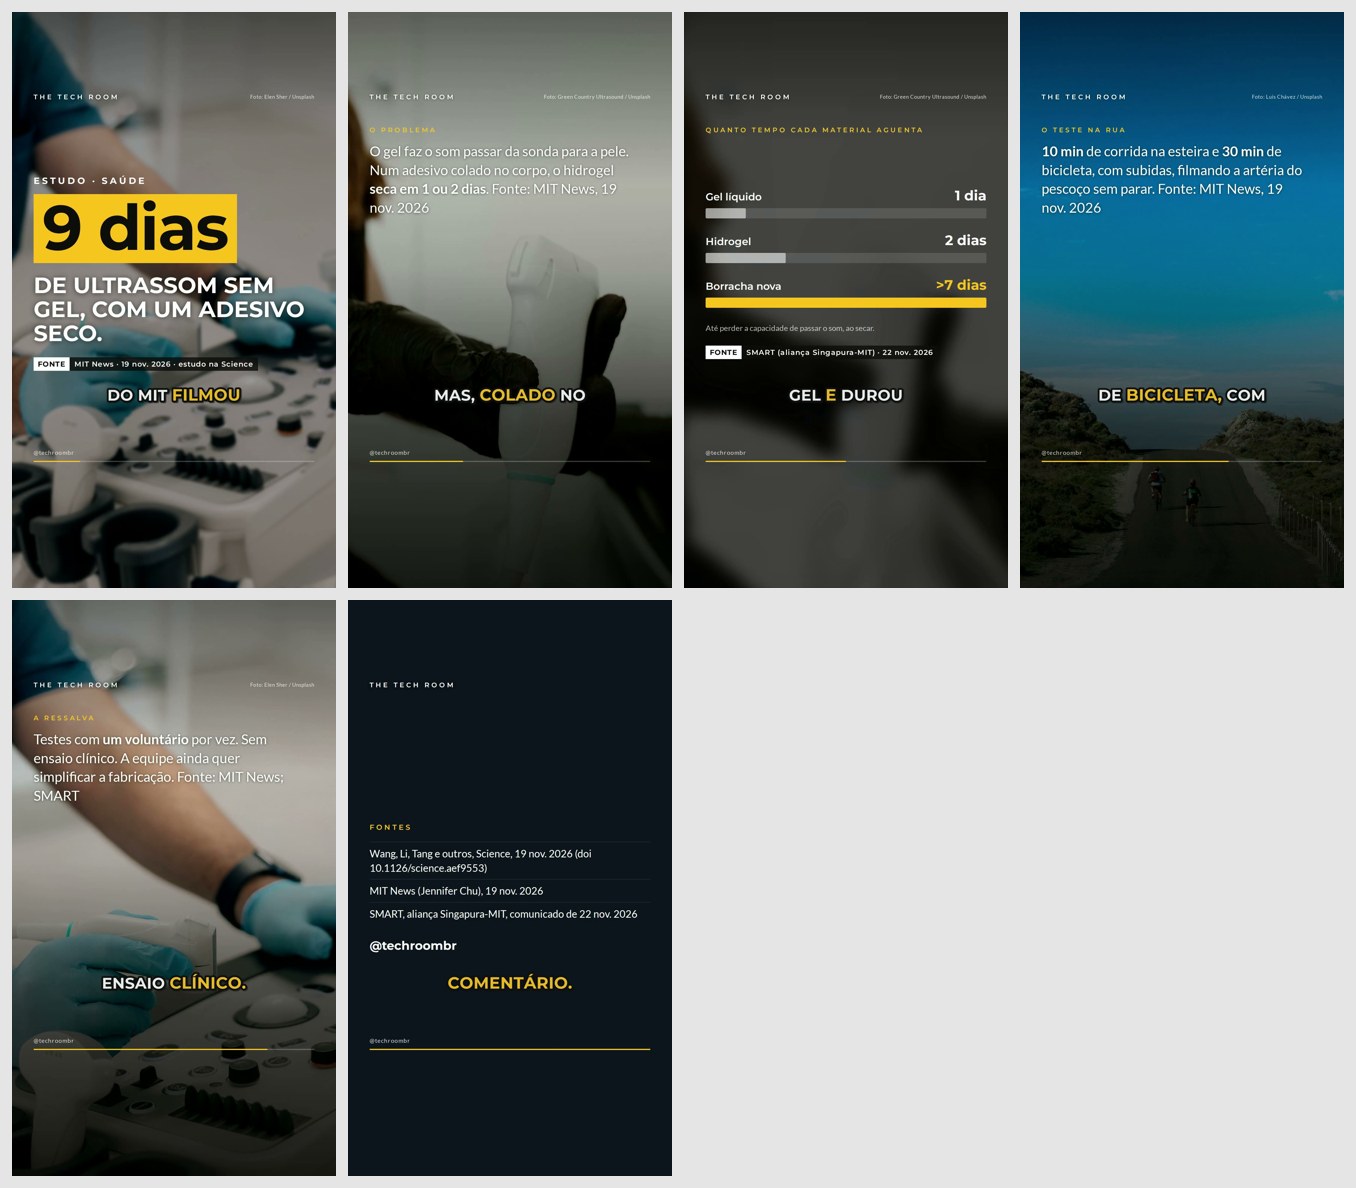 THE TECH ROOM
Foto: Elen Sher / Unsplash
ESTUDO · SAÚDE
9 dias
DE ULTRASSOM SEM
GEL, COM UM ADESIVO
SECO.
FONTE MIT News · 19 nov. 2026 · estudo na Science
DO MIT FILMOU
@techroombr
THE TECH ROOM
Foto: Green Country Ultrasound / Unsplash
O PROBLEMA
O gel faz o som passar da sonda para a pele.
Num adesivo colado no corpo, o hidrogel
seca em 1 ou 2 dias. Fonte: MIT News, 19
nov. 2026
MAS, COLADO NO
@techroombr
THE TECH ROOM
Foto: Green Country Ultrasound / Unsplash
QUANTO TEMPO CADA MATERIAL AGUENTA
Gel líquido 1 dia
Hidrogel 2 dias
Borracha nova >7 dias
Até perder a capacidade de passar o som, ao secar.
FONTE SMART (aliança Singapura-MIT) · 22 nov. 2026
GEL E DUROU
@techroombr
THE TECH ROOM
Foto: Luis Chávez / Unsplash
O TESTE NA RUA
10 min de corrida na esteira e 30 min de
bicicleta, com subidas, filmando a artéria do
pescoço sem parar. Fonte: MIT News, 19
nov. 2026
DE BICICLETA, COM
@techroombr
THE TECH ROOM
Foto: Elen Sher / Unsplash
A RESSALVA
Testes com um voluntário por vez. Sem
ensaio clínico. A equipe ainda quer
simplificar a fabricação. Fonte: MIT News;
SMART
ENSAIO CLÍNICO.
@techroombr
THE TECH ROOM
FONTES
Wang, Li, Tang e outros, Science, 19 nov. 2026 (doi
10.1126/science.aef9553)
MIT News (Jennifer Chu), 19 nov. 2026
SMART, aliança Singapura-MIT, comunicado de 22 nov. 2026
@techroombr
COMENTÁRIO.
@techroombr